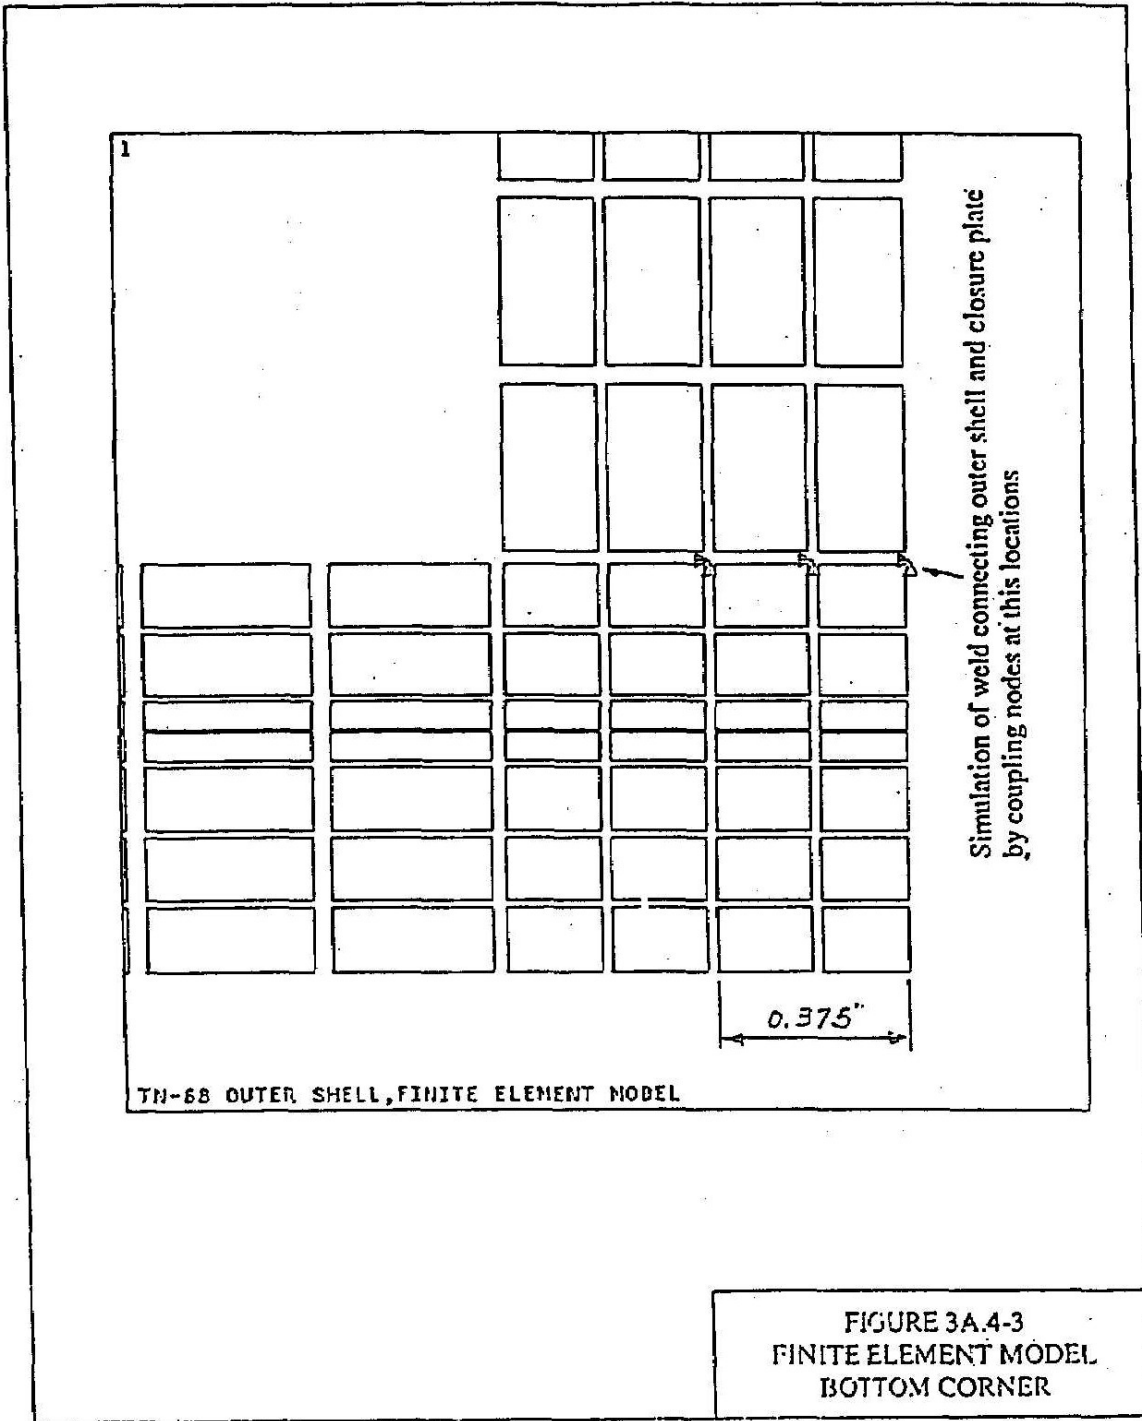 1
Simulation of weld connecting outer shell and closure plate
by coupling nodes at this locations
0.375"
TN-68 OUTER SHELL,FINITE ELEMENT MODEL
FIGURE 3A.4-3
FINITE ELEMENT MODEL
BOTTOM CORNER